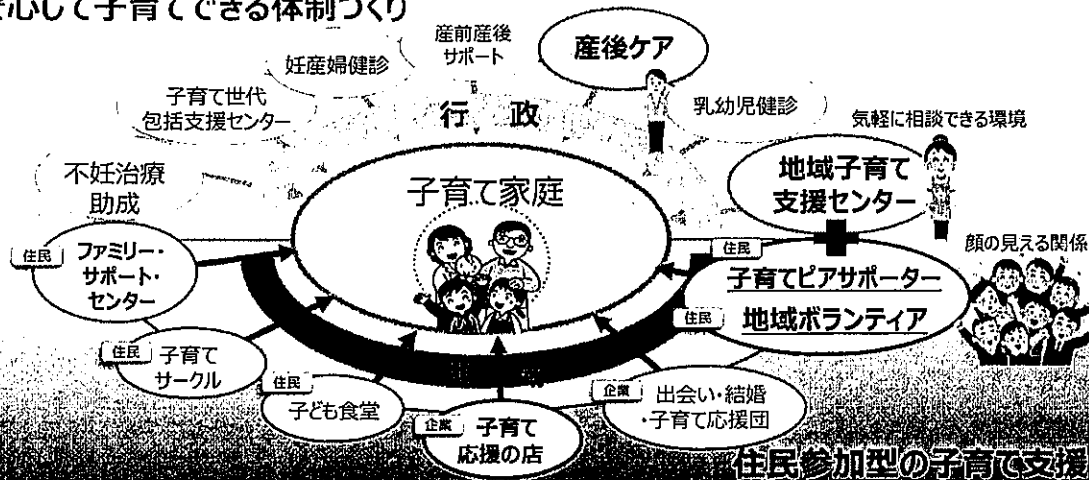 心して子育てできる体制づくり
産前産後
サポート
産後ケア
妊産婦健診
子育て世代
包括支援センター
行政
乳幼児健診
気軽に相談できる環境
不妊治療
助成
子育て家庭
地域子育て
支援センター
住民
ファミリー・
サポート・
センター
住民
子育てピアサポーター
顔の見える関係
住民
地域ボランティア
住民
子育て
サークル
住民
子ども食堂
企業
子育て
応援の店
企業
出会い・結婚
・子育て応援団
住民参加型の子育て支援